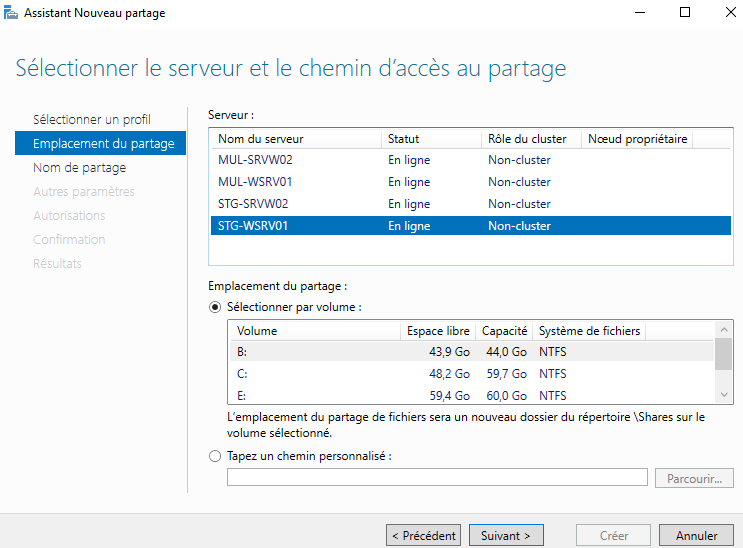 Assistant Nouveau partage
Sélectionner le serveur et le chemin d'accès au partage
Sélectionner un profil
Emplacement du partage
Nom de partage
Autres paramètres
Autorisations
Confirmation
Résultats
Serveur :
Nom du serveur Statut Rôle du cluster Nœud propriétaire
MUL-SRVW02 En ligne Non-cluster
MUL-WSRV01 En ligne Non-cluster
STG-SRVW02 En ligne Non-cluster
STG-WSRV01 En ligne Non-cluster
Emplacement du partage :
Sélectionner par volume :
Volume Espace libre Capacité Système de fichiers
B: 43,9 Go 44,0 Go NTFS
C: 48,2 Go 59,7 Go NTFS
E: 59,4 Go 60,0 Go NTFS
L'emplacement du partage de fichiers sera un nouveau dossier du répertoire \Shares sur le
volume sélectionné.
Tapez un chemin personnalisé :
Parcourir...
< Précédent Suivant > Créer Annuler